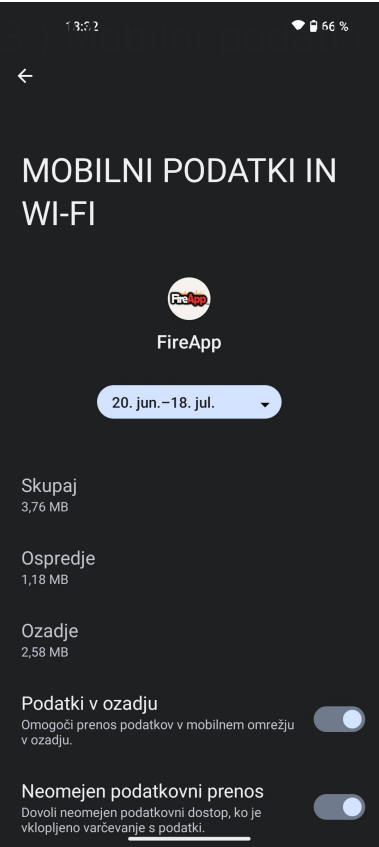 13:32
66 %
MOBILNI PODATKI IN
WI-FI
FireApp
FireApp
20. jun.–18. jul.
Skupaj
3,76 MB
Ospredje
1,18 MB
Ozadje
2,58 MB
Podatki v ozadju
Omogoči prenos podatkov v mobilnem omrežju
v ozadju.
Neomejen podatkovni prenos
Dovoli neomejen podatkovni dostop, ko je
vklopljeno varčevanje s podatki.